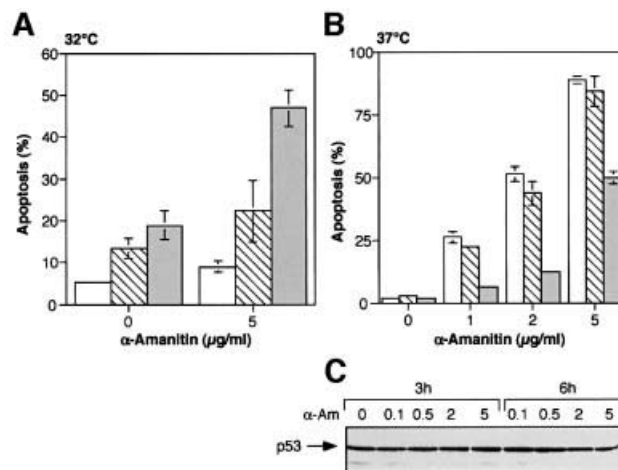 A
32°C
60
50
40
30
20
10
0
Apoptosis (%)
0 5
α-Amanitin (µg/ml)
B
37°C
100
75
50
25
0
Apoptosis (%)
0 1 2 5
α-Amanitin (µg/ml)
C
3h 6h
α-Am 0 0.1 0.5 2 5 0.1 0.5 2 5
p53